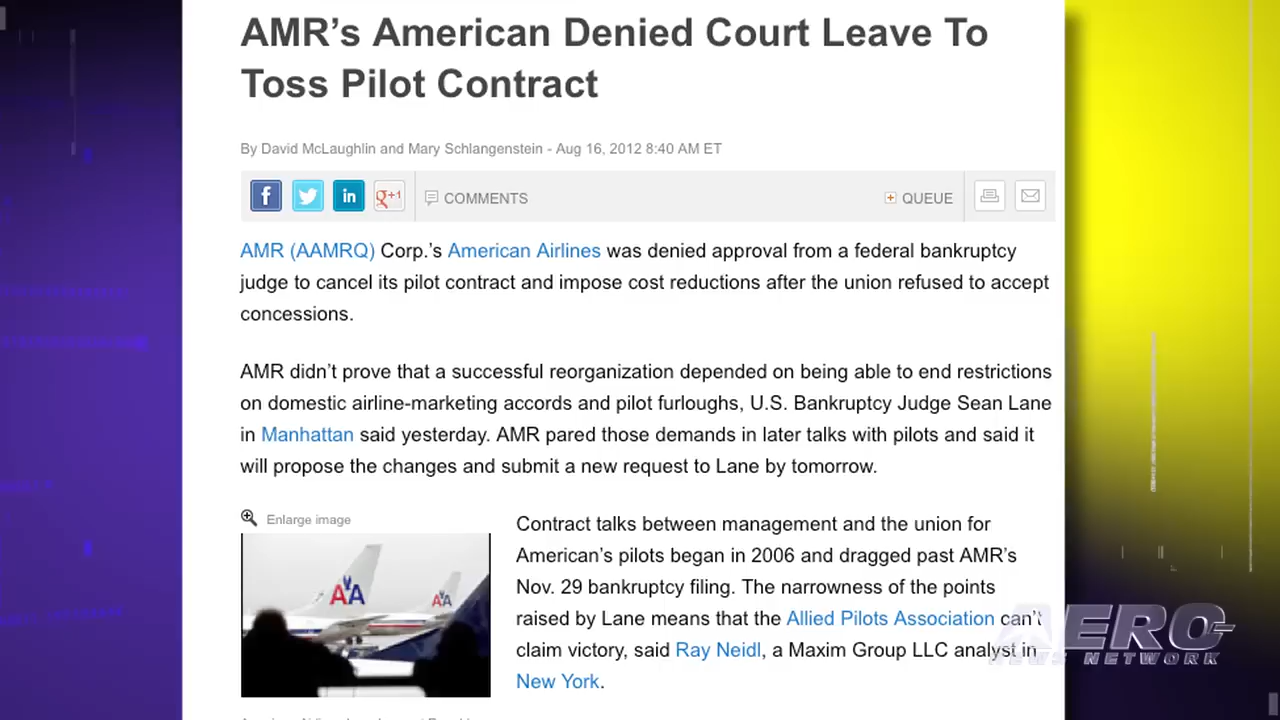 AMR’s American Denied Court Leave To
Toss Pilot Contract
By David McLaughlin and Mary Schlangenstein - Aug 16, 2012 8:40 AM ET
f in g+1 COMMENTS QUEUE
AMR (AAMRQ) Corp.’s American Airlines was denied approval from a federal bankruptcy
judge to cancel its pilot contract and impose cost reductions after the union refused to accept
concessions.
AMR didn’t prove that a successful reorganization depended on being able to end restrictions
on domestic airline-marketing accords and pilot furloughs, U.S. Bankruptcy Judge Sean Lane
in Manhattan said yesterday. AMR pared those demands in later talks with pilots and said it
will propose the changes and submit a new request to Lane by tomorrow.
Enlarge image
AA AA
Contract talks between management and the union for
American’s pilots began in 2006 and dragged past AMR’s
Nov. 29 bankruptcy filing. The narrowness of the points
raised by Lane means that the Allied Pilots Association can’t
claim victory, said Ray Neidl, a Maxim Group LLC analyst in
New York.
AERO-
NEWS NETWORK